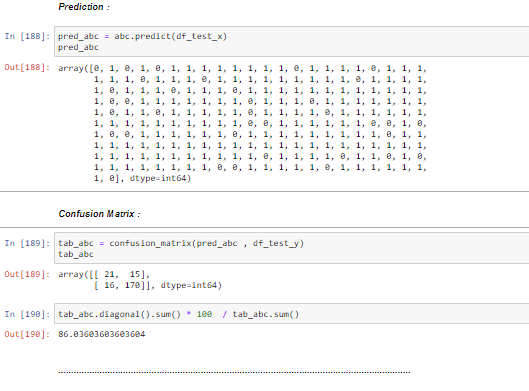 Prediction :
In [188]: pred_abc = abc.predict(df_test_x)
pred_abc
Out[188]: array([0, 1, 0, 1, 0, 1, 1, 1, 1, 1, 1, 1, 1, 0, 1, 1, 1, 1, 0, 1, 1, 1,
1, 1, 1, 0, 1, 1, 1, 0, 1, 1, 1, 1, 1, 1, 1, 1, 1, 0, 1, 1, 1, 1,
1, 0, 1, 1, 1, 0, 1, 1, 1, 0, 1, 1, 1, 1, 1, 1, 1, 1, 1, 1, 1, 1,
1, 0, 0, 1, 1, 1, 1, 1, 1, 1, 0, 1, 1, 1, 0, 1, 1, 1, 1, 1, 1, 1,
1, 0, 1, 1, 0, 1, 1, 1, 1, 1, 0, 1, 1, 1, 1, 0, 1, 1, 1, 1, 1, 1,
1, 1, 1, 1, 1, 1, 1, 1, 1, 1, 0, 0, 1, 1, 1, 1, 1, 1, 0, 0, 1, 0,
1, 0, 0, 1, 1, 1, 1, 1, 1, 0, 1, 1, 1, 1, 1, 1, 1, 1, 1, 0, 1, 1,
1, 1, 1, 1, 1, 1, 1, 1, 1, 1, 1, 1, 1, 1, 1, 1, 1, 1, 1, 1, 1, 1,
1, 1, 1, 1, 1, 1, 1, 1, 1, 1, 1, 0, 1, 1, 1, 1, 0, 1, 1, 0, 1, 0,
1, 1, 1, 1, 1, 1, 1, 1, 0, 0, 1, 1, 1, 1, 1, 0, 1, 1, 1, 1, 1, 1,
1, 0], dtype=int64)
Confusion Matrix :
In [189]: tab_abc = confusion_matrix(pred_abc , df_test_y)
tab_abc
Out[189]: array([[ 21, 15],
[ 16, 170]], dtype=int64)
In [190]: tab_abc.diagonal().sum() * 100 / tab_abc.sum()
Out[190]: 86.03603603603604